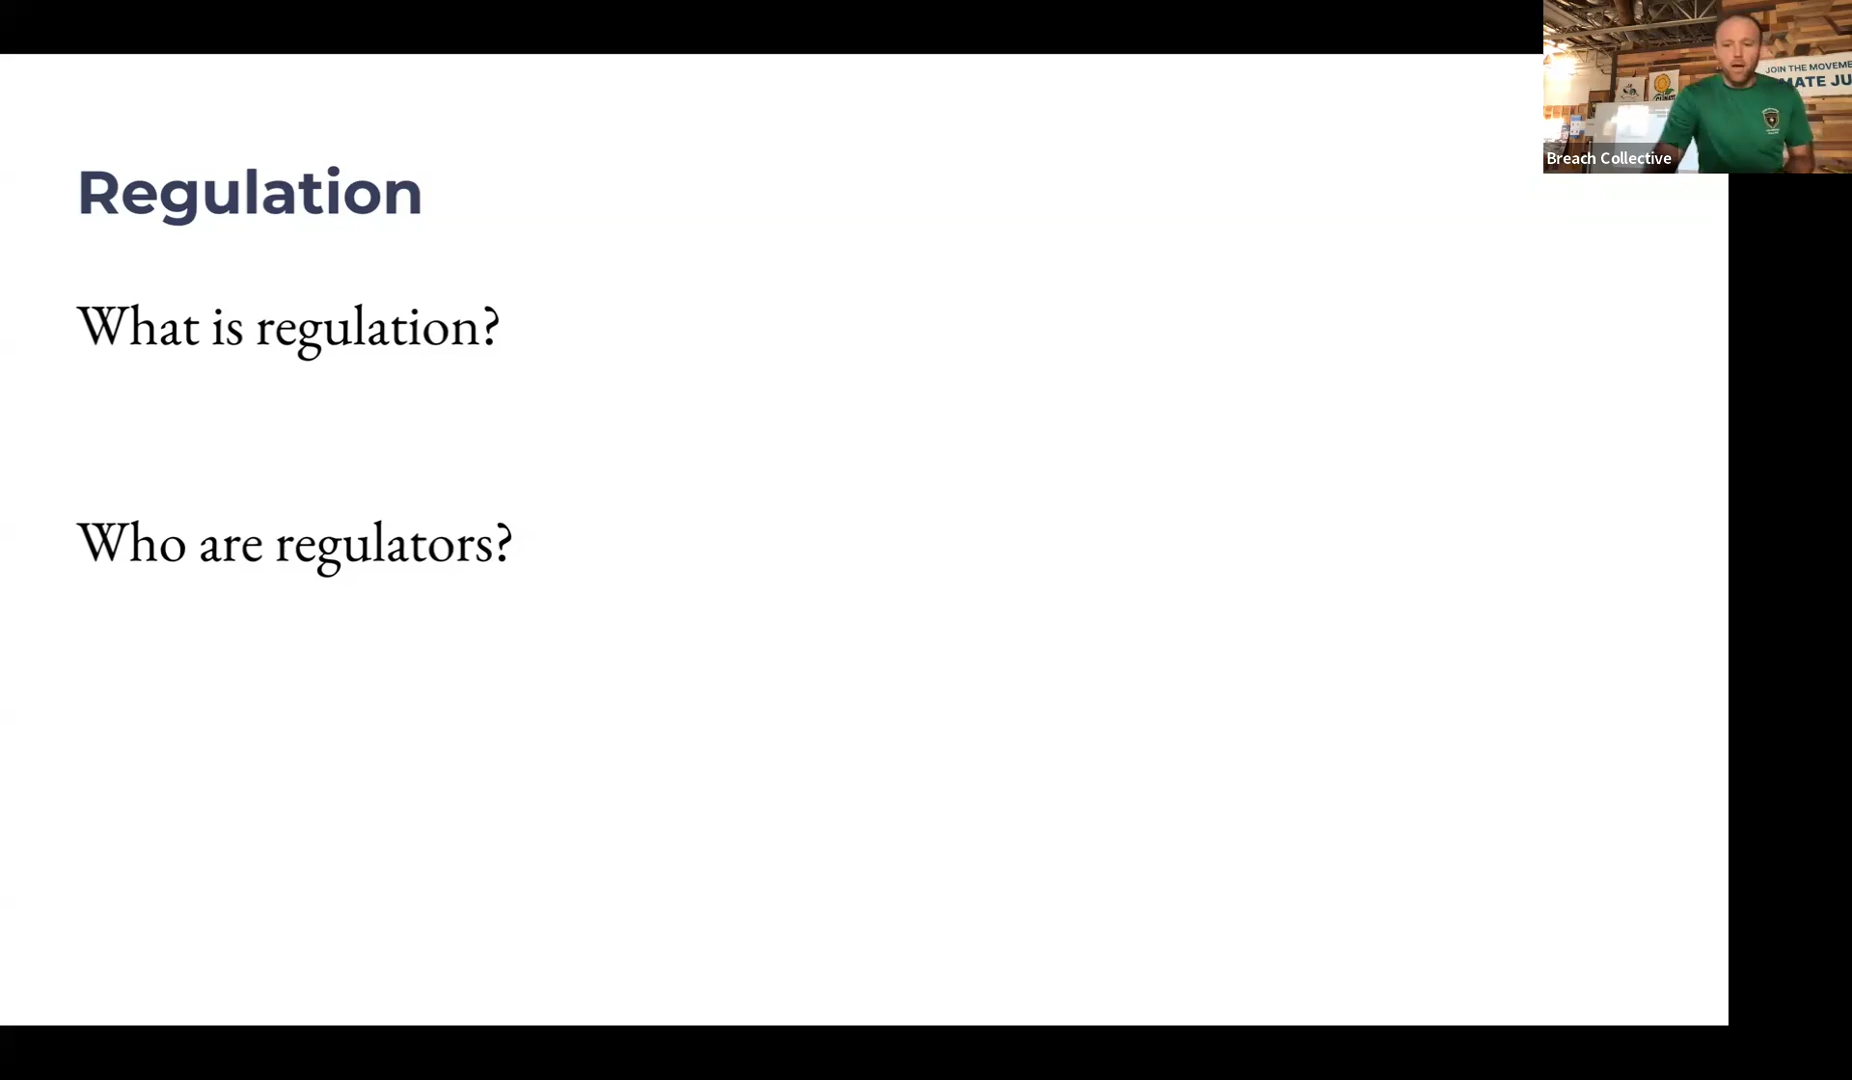 Regulation
What is regulation?
Who are regulators?
JOIN THE MOVEME
MATE JU
Breach Collective